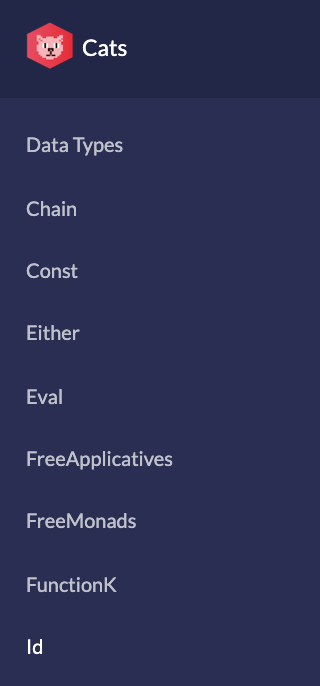 Cats
Data Types
Chain
Const
Either
Eval
FreeApplicatives
FreeMonads
FunctionK
Id